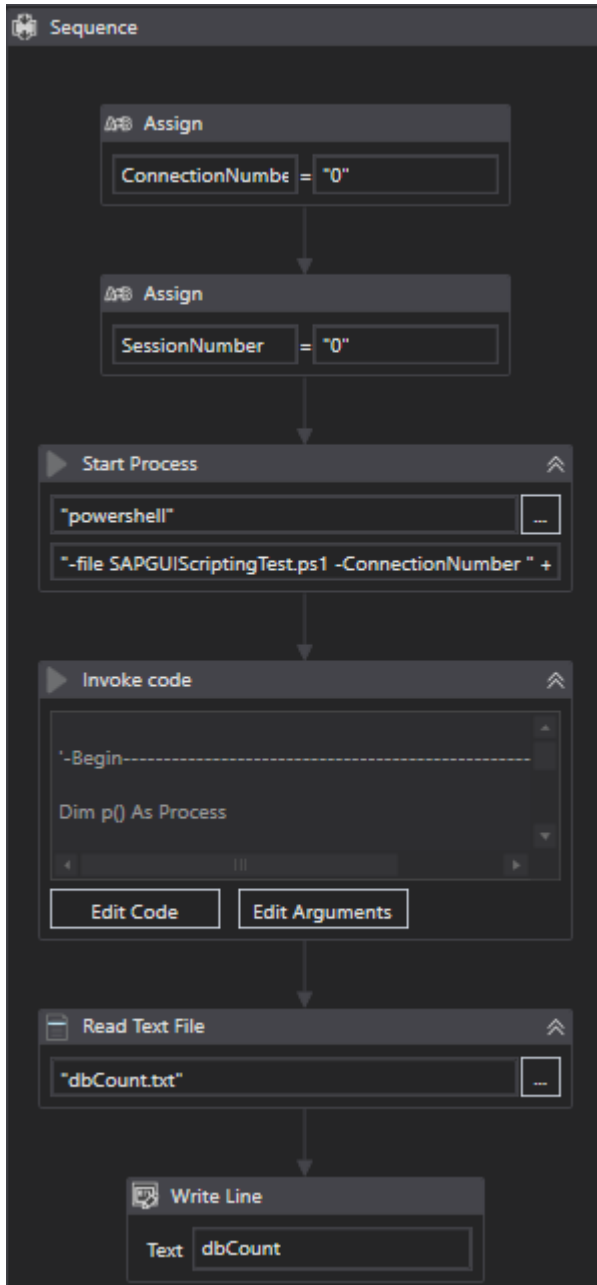 Sequence
Assign
ConnectionNumbe = "0"
Assign
SessionNumber = "0"
Start Process
"powershell" ...
"-file SAPGUIScriptingTest.ps1 -ConnectionNumber " +
Invoke code
'-Begin--------------------------------------------------
Dim p() As Process
Edit Code Edit Arguments
Read Text File
"dbCount.txt" ...
Write Line
Text dbCount